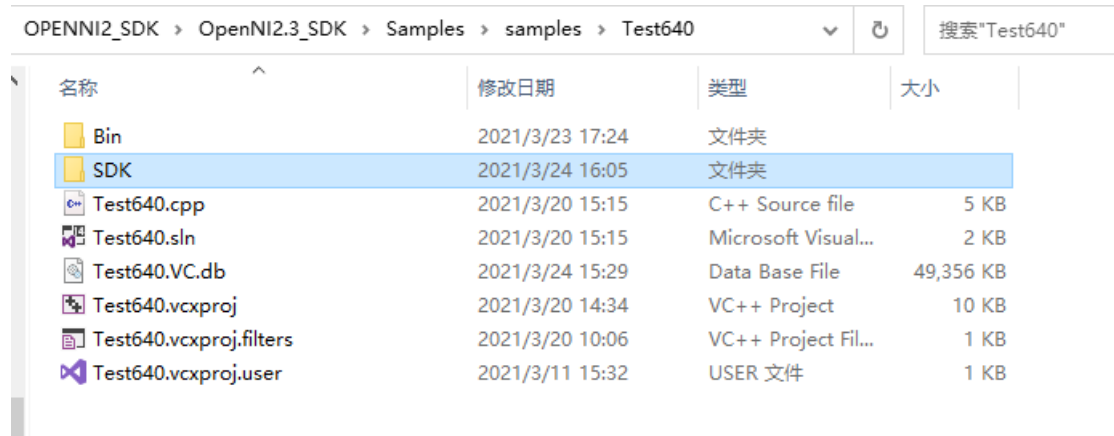 OPENNI2_SDK › OpenNI2.3_SDK › Samples › samples › Test640 搜索"Test640"
名称 修改日期 类型 大小
Bin 2021/3/23 17:24 文件夹
SDK 2021/3/24 16:05 文件夹
Test640.cpp 2021/3/20 15:15 C++ Source file 5 KB
Test640.sln 2021/3/20 15:15 Microsoft Visual... 2 KB
Test640.VC.db 2021/3/24 15:29 Data Base File 49,356 KB
Test640.vcxproj 2021/3/20 14:34 VC++ Project 10 KB
Test640.vcxproj.filters 2021/3/20 10:06 VC++ Project Fil... 1 KB
Test640.vcxproj.user 2021/3/11 15:32 USER 文件 1 KB